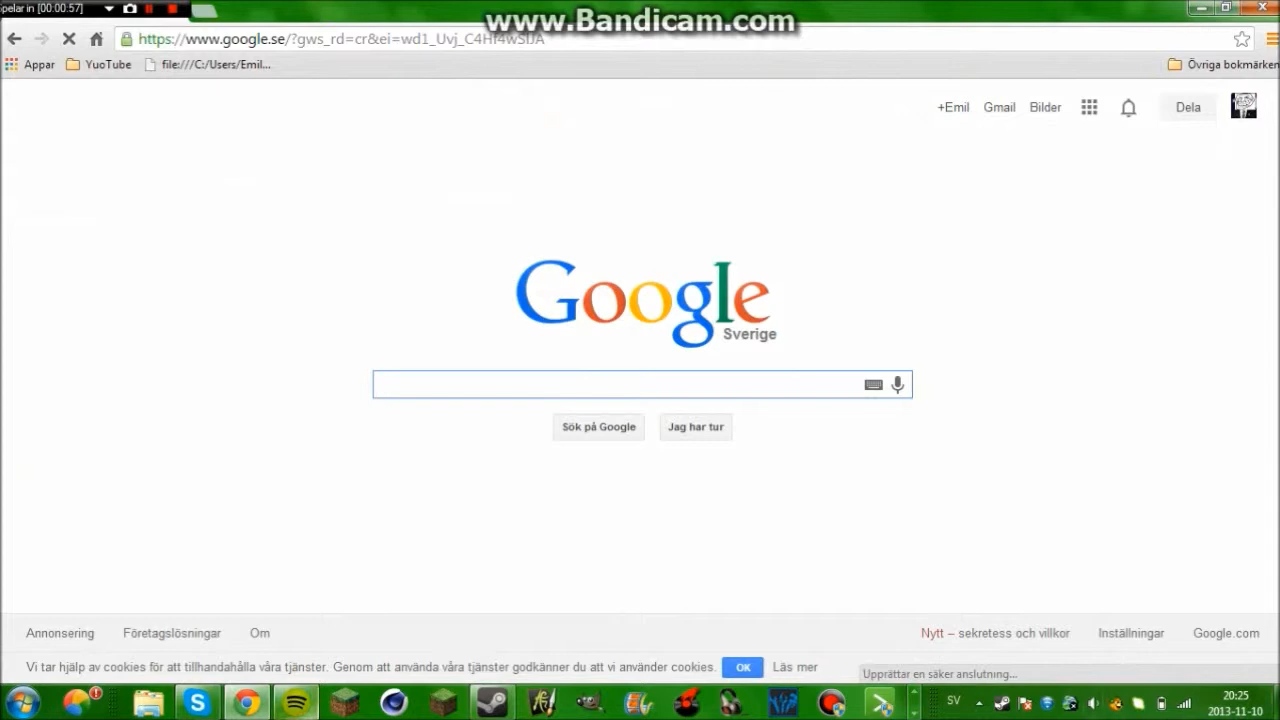 spelar in [00:00:57]
www.Bandicam.com
https://www.google.se/?gws_rd=cr&ei=wd1_Uvj_C4Hf4wSIJA
Appar
YuoTube
file:///C:/Users/Emil...
Övriga bokmärken
+Emil
Gmail
Bilder
Dela
Google
Sverige
Sök på Google
Jag har tur
Annonsering
Företagslösningar
Om
Nytt – sekretess och villkor
Inställningar
Google.com
Vi tar hjälp av cookies för att tillhandahålla våra tjänster. Genom att använda våra tjänster godkänner du att vi använder cookies.
OK
Läs mer
Upprättar en säker anslutning...
SV
20:25
2013-11-10